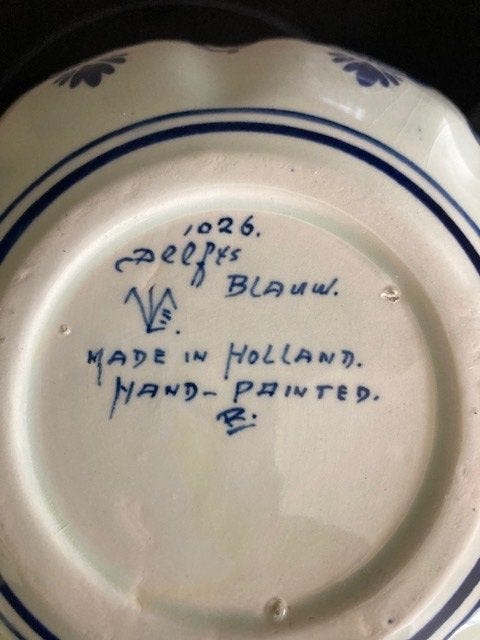 1026.
Delfts
BLAUW.
MADE IN HOLLAND.
HAND-PAINTED.
R.